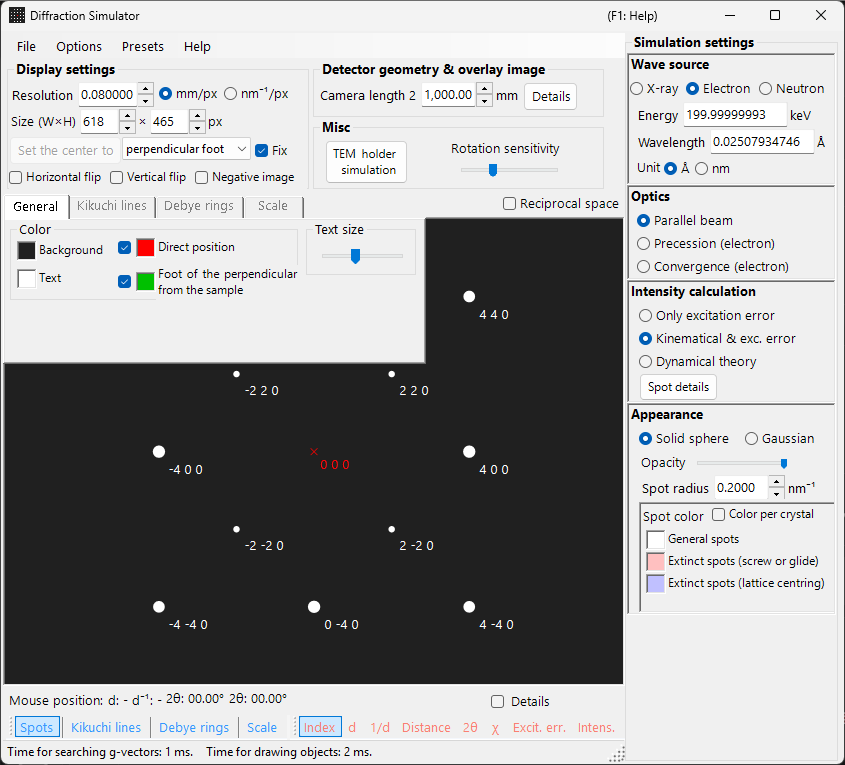 Diffraction Simulator (F1: Help)
File Options Presets Help
Display settings
Resolution 0.080000 mm/px nm⁻¹/px
Size (W×H) 618 × 465 px
Set the center to perpendicular foot Fix
Horizontal flip Vertical flip Negative image
Detector geometry & overlay image
Camera length 2 1,000.00 mm Details
Misc
TEM holder
simulation
Rotation sensitivity
General Kikuchi lines Debye rings Scale
Reciprocal space
Color
Background Direct position
Text Foot of the perpendicular
from the sample
Text size
4 4 0
-2 2 0 2 2 0
-4 0 0 0 0 0 4 0 0
-2 -2 0 2 -2 0
-4 -4 0 0 -4 0 4 -4 0
Mouse position: d: - d⁻¹: - 2θ: 00.00° 2θ: 00.00°
Details
Spots Kikuchi lines Debye rings Scale Index d 1/d Distance 2θ χ Excit. err. Intens.
Time for searching g-vectors: 1 ms. Time for drawing objects: 2 ms.
Simulation settings
Wave source
X-ray Electron Neutron
Energy 199.99999993 keV
Wavelength 0.02507934746 Å
Unit Å nm
Optics
Parallel beam
Precession (electron)
Convergence (electron)
Intensity calculation
Only excitation error
Kinematical & exc. error
Dynamical theory
Spot details
Appearance
Solid sphere Gaussian
Opacity
Spot radius 0.2000 nm⁻¹
Spot color Color per crystal
General spots
Extinct spots (screw or glide)
Extinct spots (lattice centring)